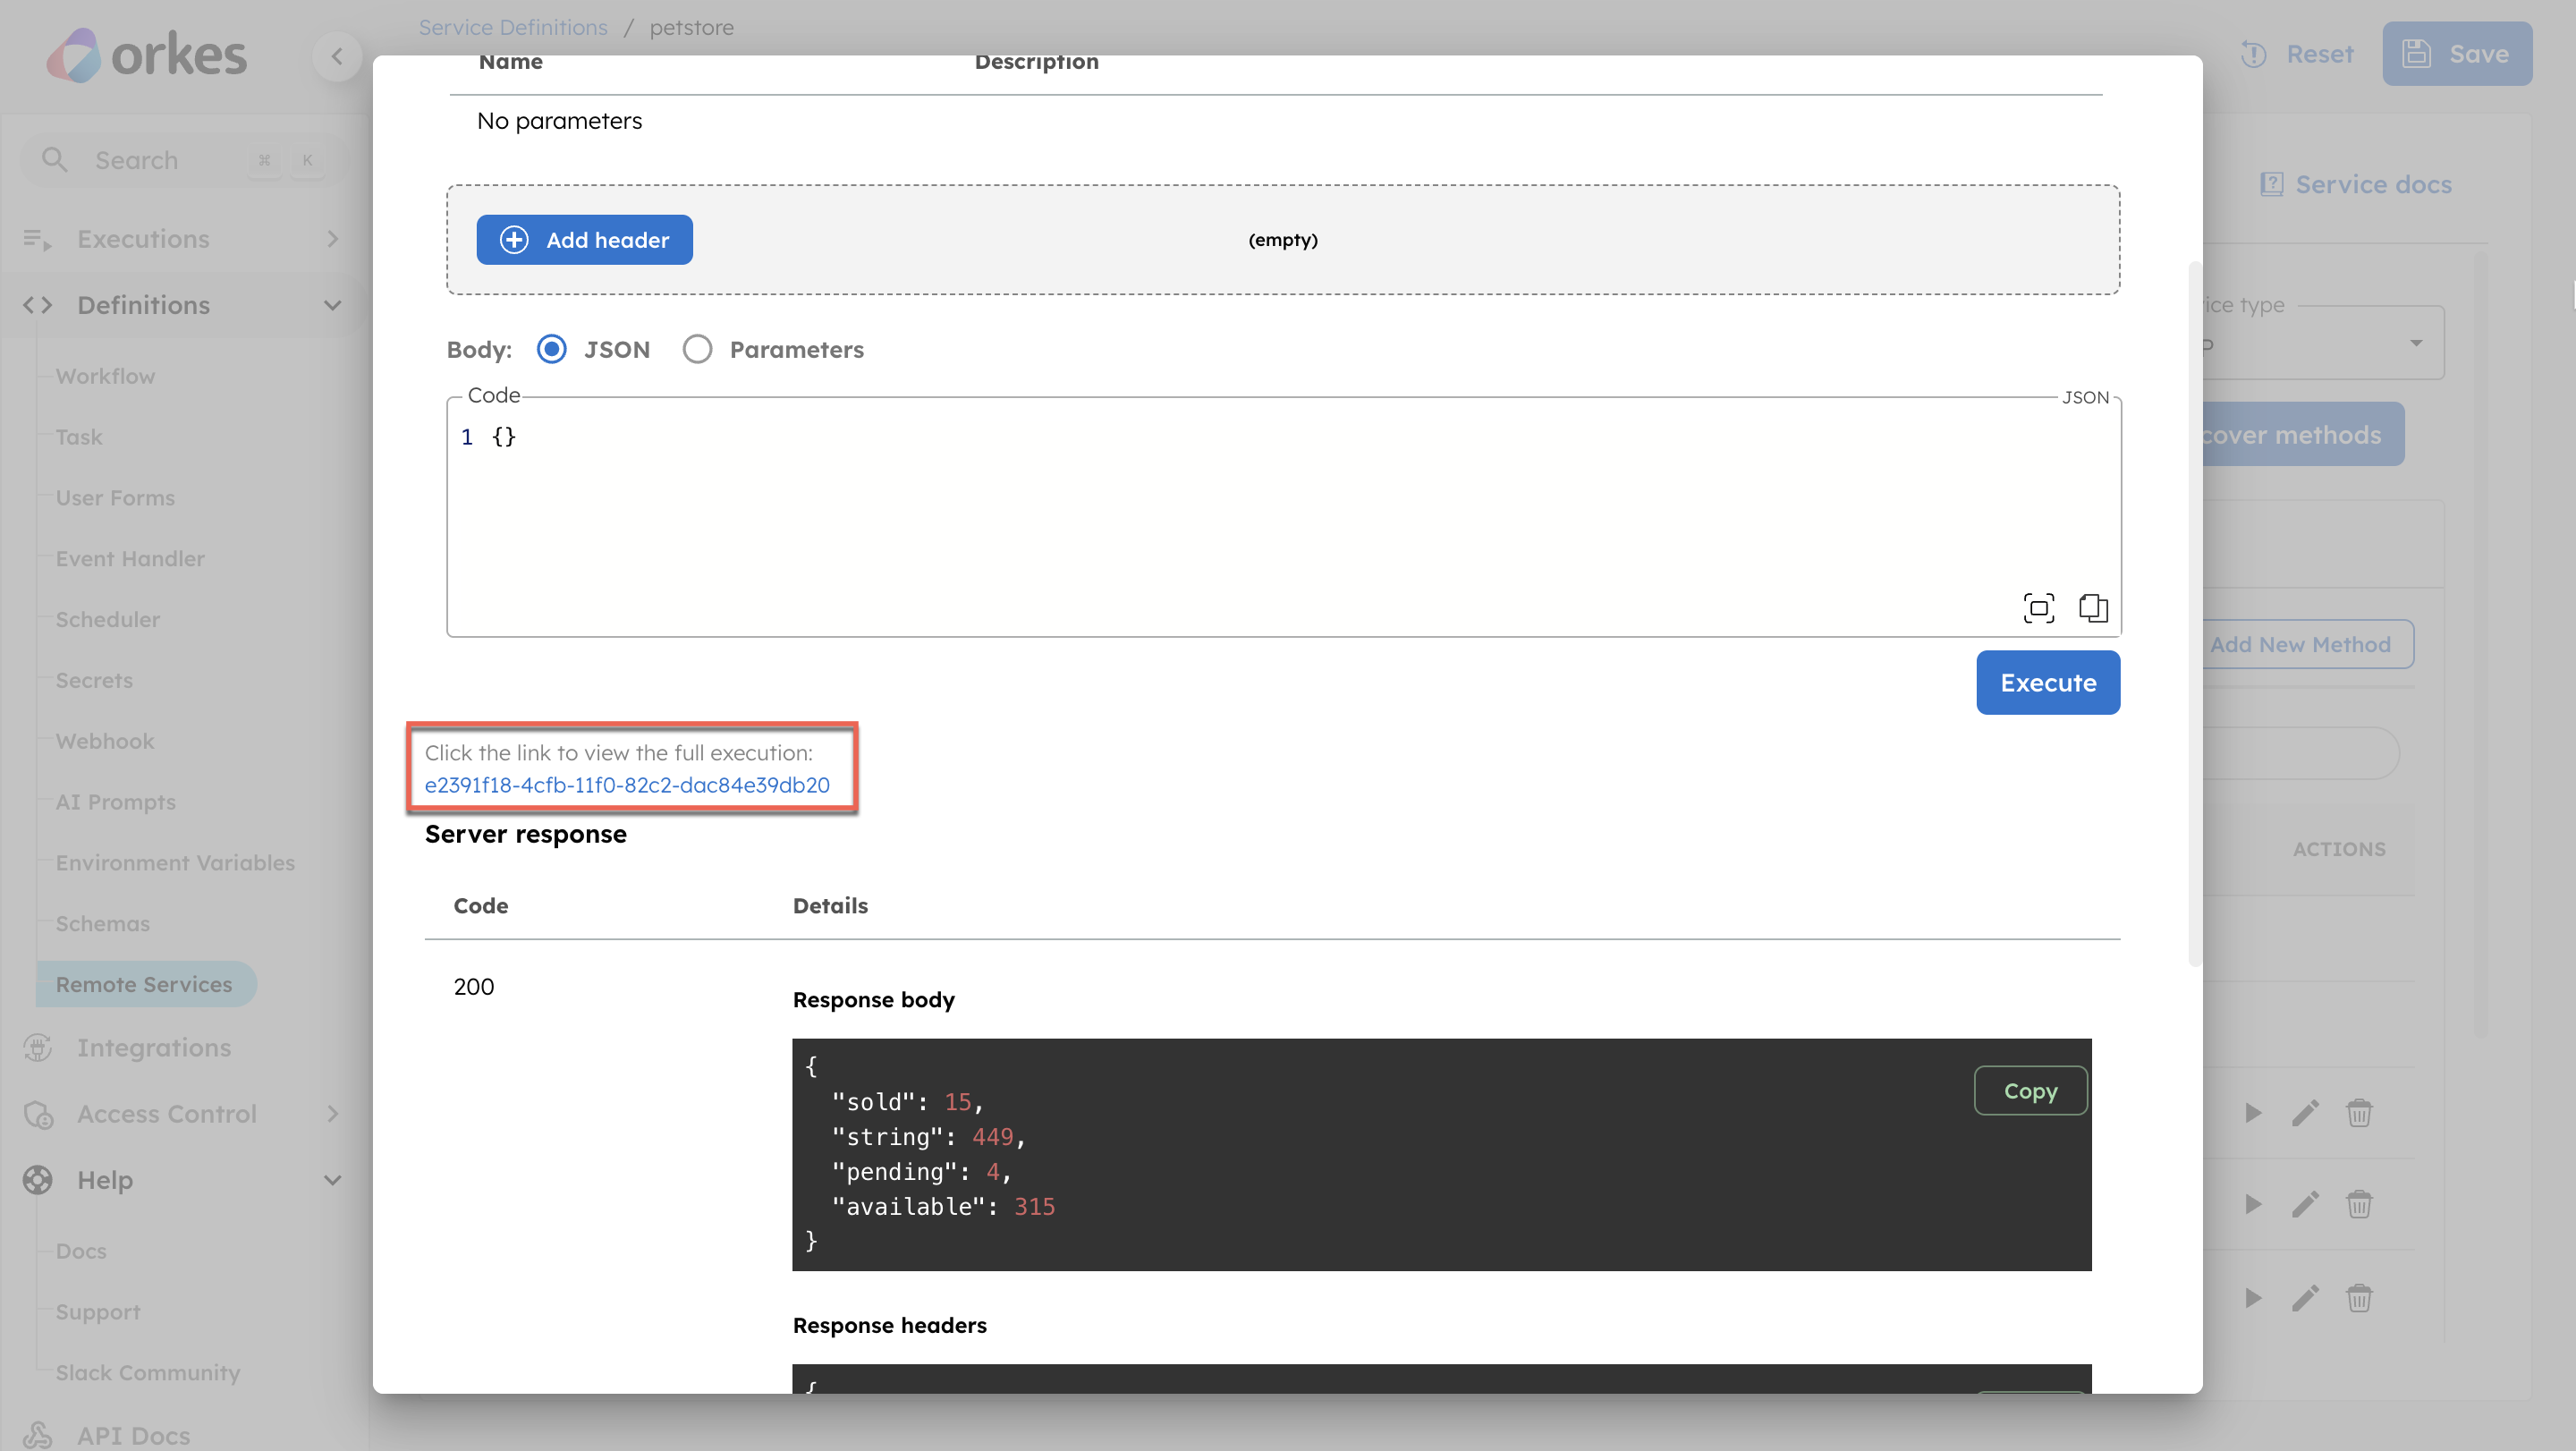 orkes
Service Definitions / petstore
Reset
Save
Search ⌘ K
Executions
Definitions
Workflow
Task
User Forms
Event Handler
Scheduler
Secrets
Webhook
AI Prompts
Environment Variables
Schemas
Remote Services
Integrations
Access Control
Help
Docs
Support
Slack Community
API Docs
Name Description
No parameters
Add header
(empty)
Body: JSON Parameters
Code JSON
1 {}
Execute
Click the link to view the full execution:
e2391f18-4cfb-11f0-82c2-dac84e39db20
Server response
Code Details
200
Response body
{
"sold": 15,
"string": 449,
"pending": 4,
"available": 315
}
Copy
Response headers
{
Service docs
ice type
P
cover methods
Add New Method
ACTIONS